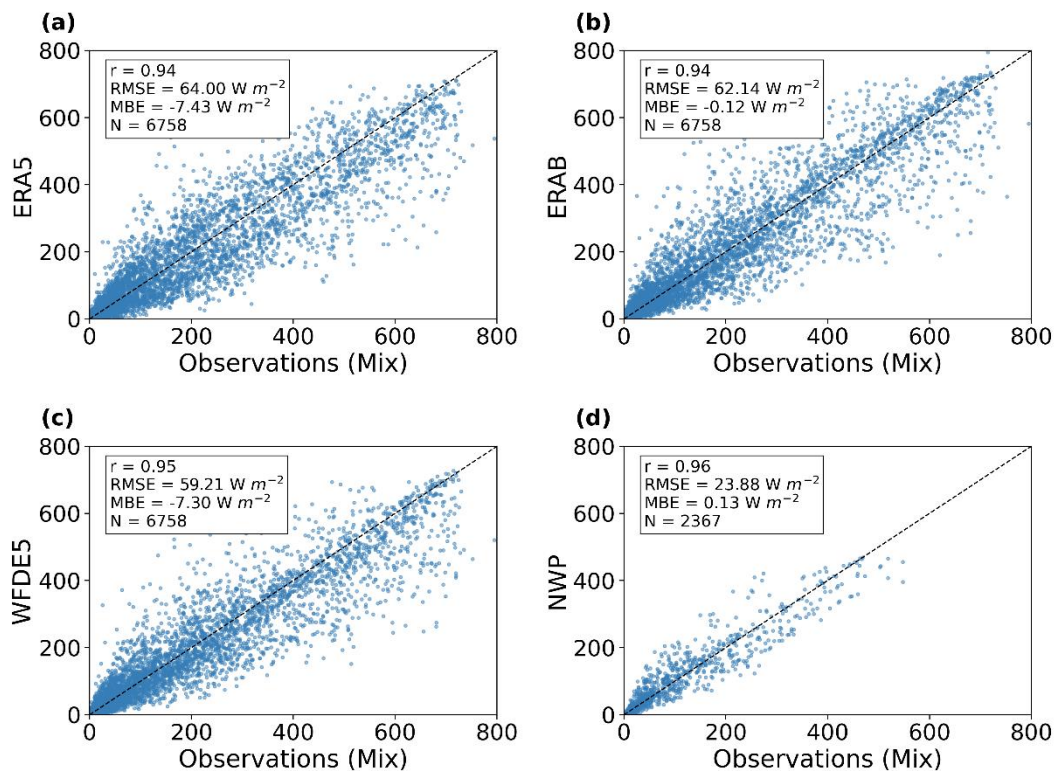 (a)
800
r = 0.94
RMSE = 64.00 W m⁻²
MBE = -7.43 W m⁻²
N = 6758
600
400
200
0
ERA5
0 200 400 600 800
Observations (Mix)
(b)
800
r = 0.94
RMSE = 62.14 W m⁻²
MBE = -0.12 W m⁻²
N = 6758
600
400
200
0
ERAB
0 200 400 600 800
Observations (Mix)
(c)
800
r = 0.95
RMSE = 59.21 W m⁻²
MBE = -7.30 W m⁻²
N = 6758
600
400
200
0
WFDE5
0 200 400 600 800
Observations (Mix)
(d)
800
r = 0.96
RMSE = 23.88 W m⁻²
MBE = 0.13 W m⁻²
N = 2367
600
400
200
0
NWP
0 200 400 600 800
Observations (Mix)